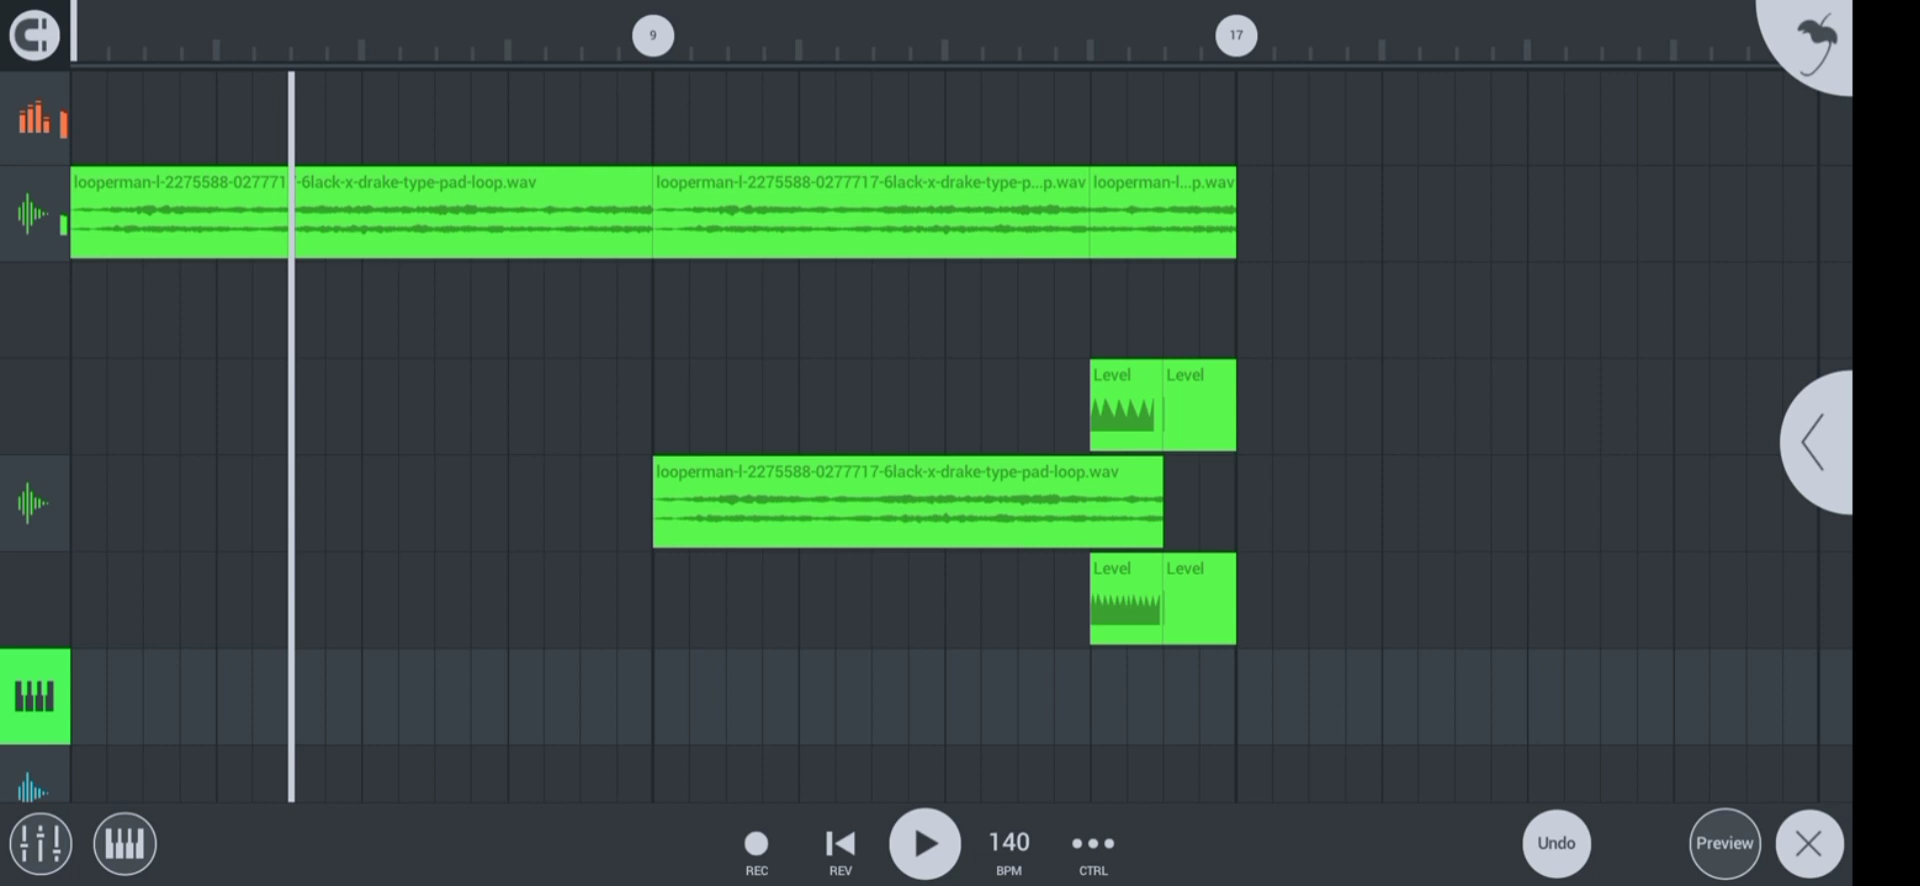 9
17
looperman-l-2275588-027771 -6lack-x-drake-type-pad-loop.wav
looperman-l-2275588-0277717-6lack-x-drake-type-p...p.wav
looperman-l...p.wav
Level
Level
looperman-l-2275588-0277717-6lack-x-drake-type-pad-loop.wav
Level
Level
REC
REV
140
BPM
CTRL
Undo
Preview